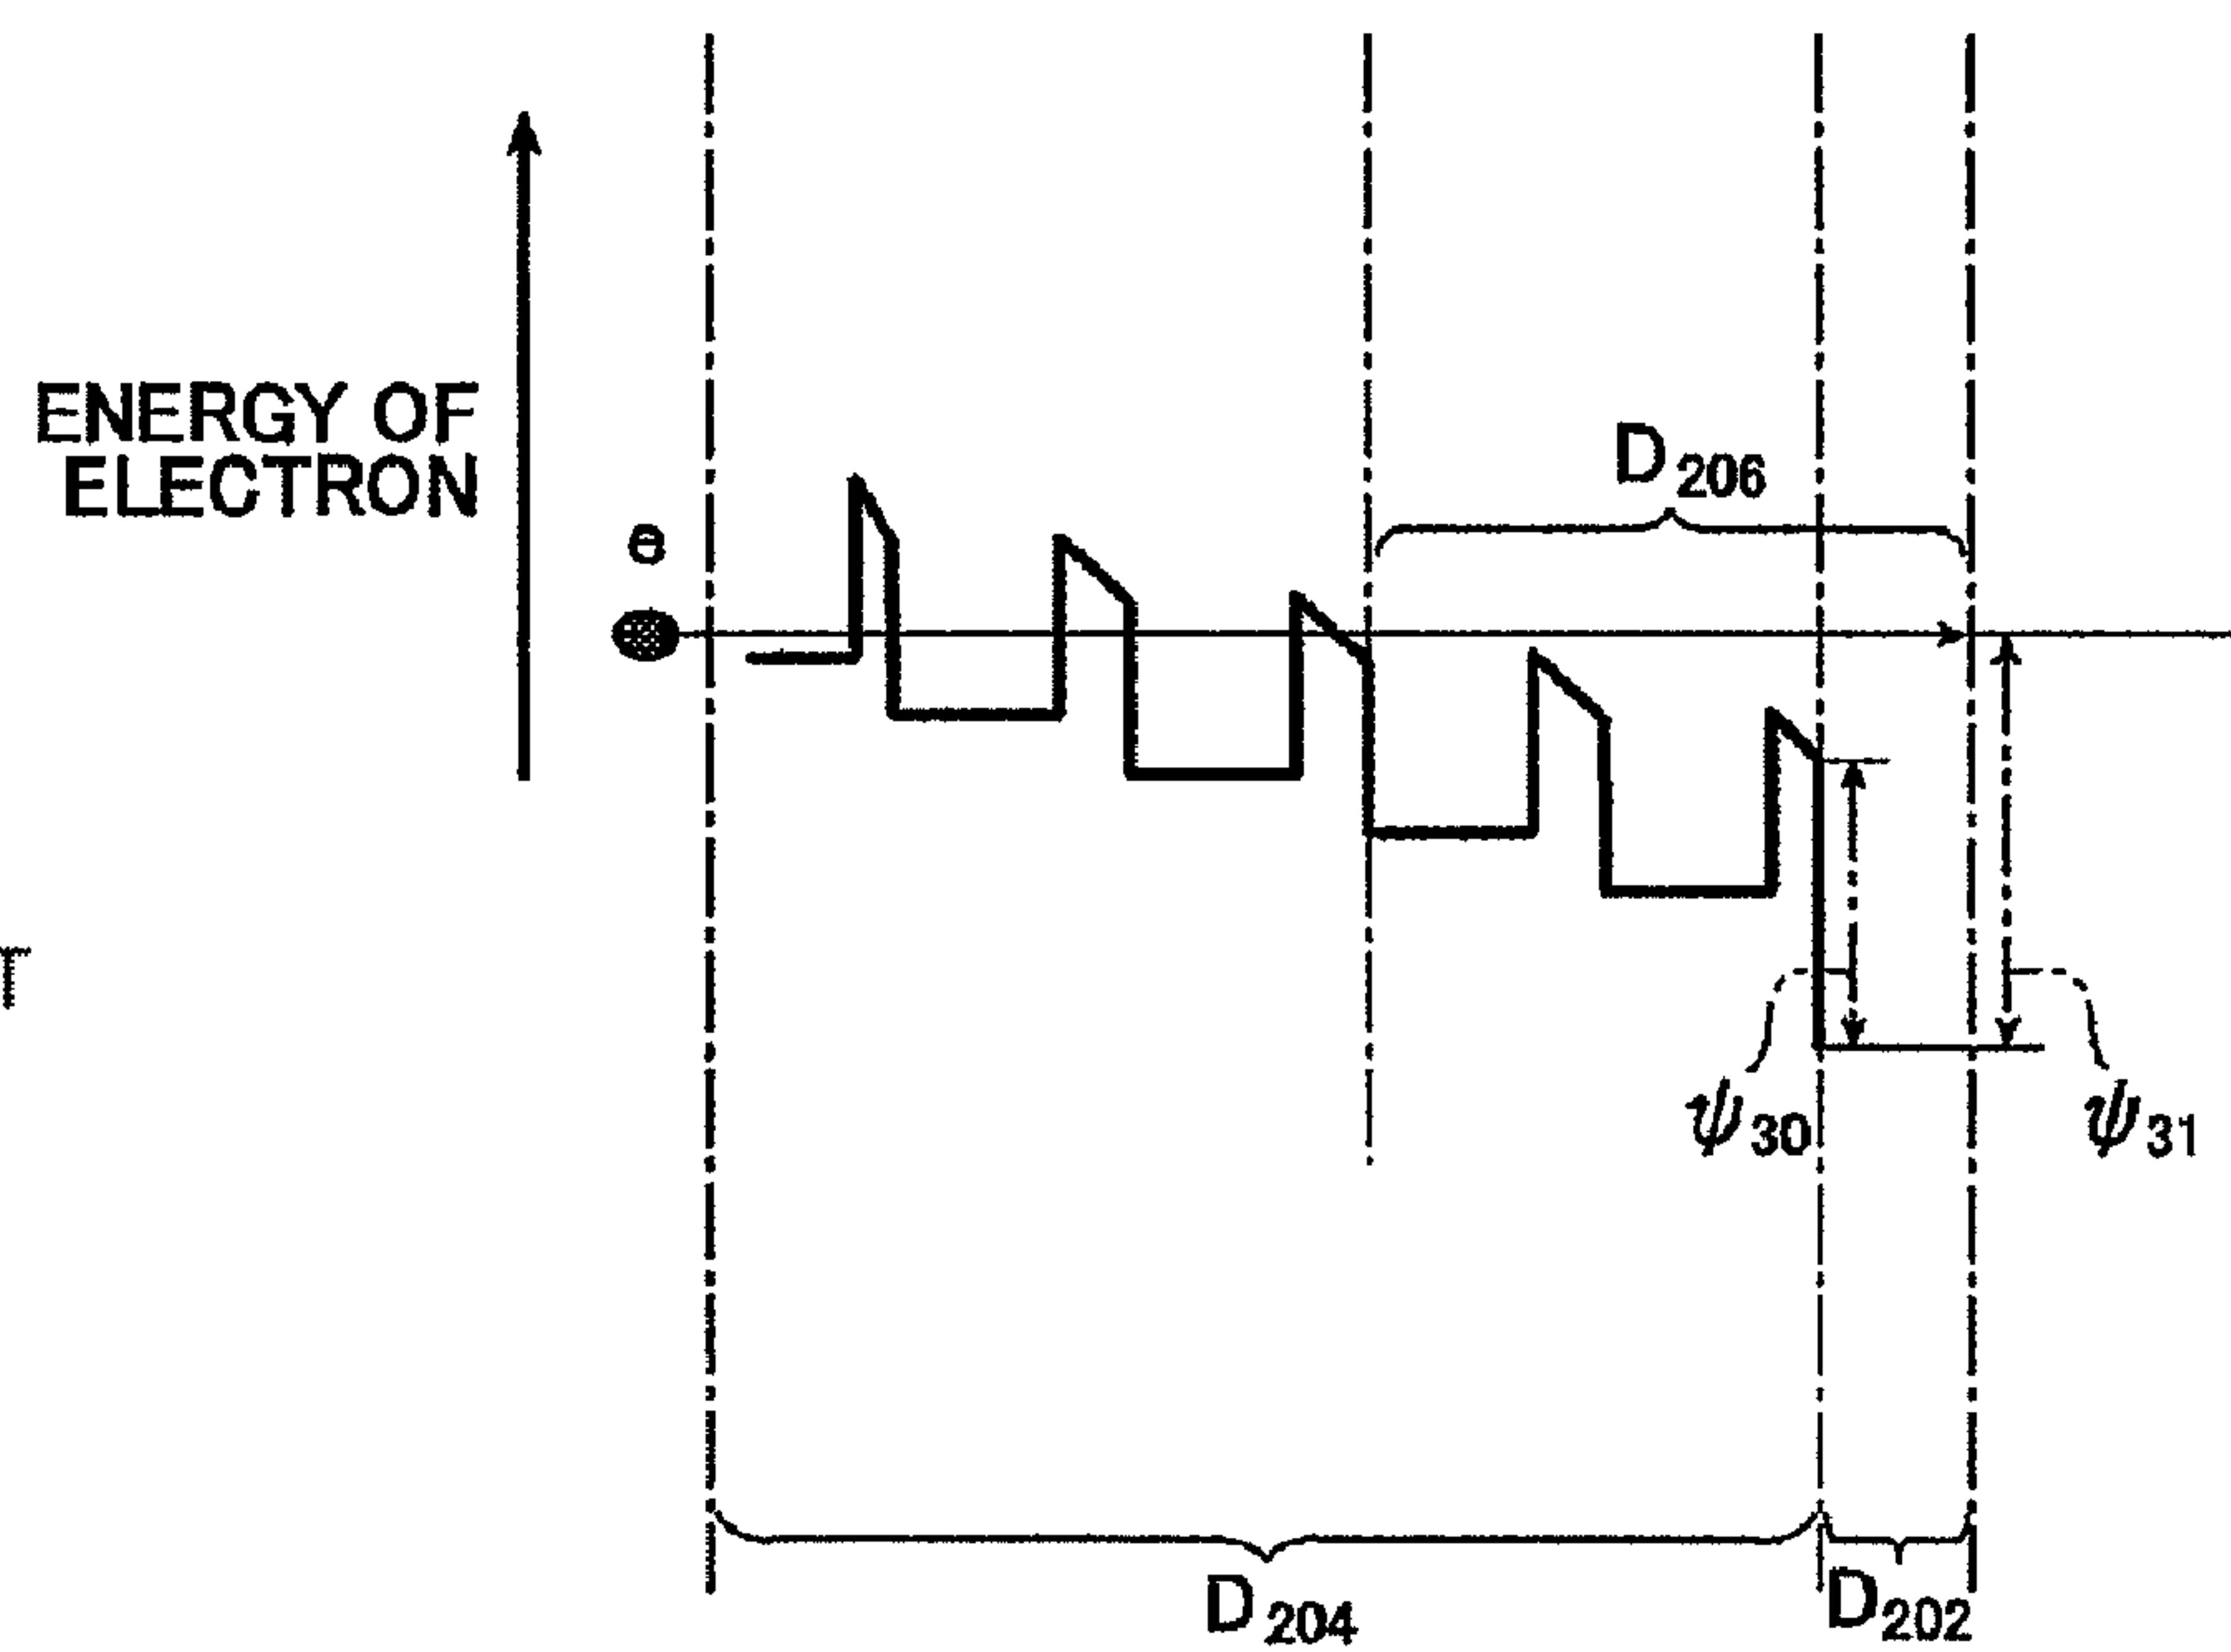 ENERGY OF
ELECTRON
e
D206
T
ψ30
ψ31
D204
D202